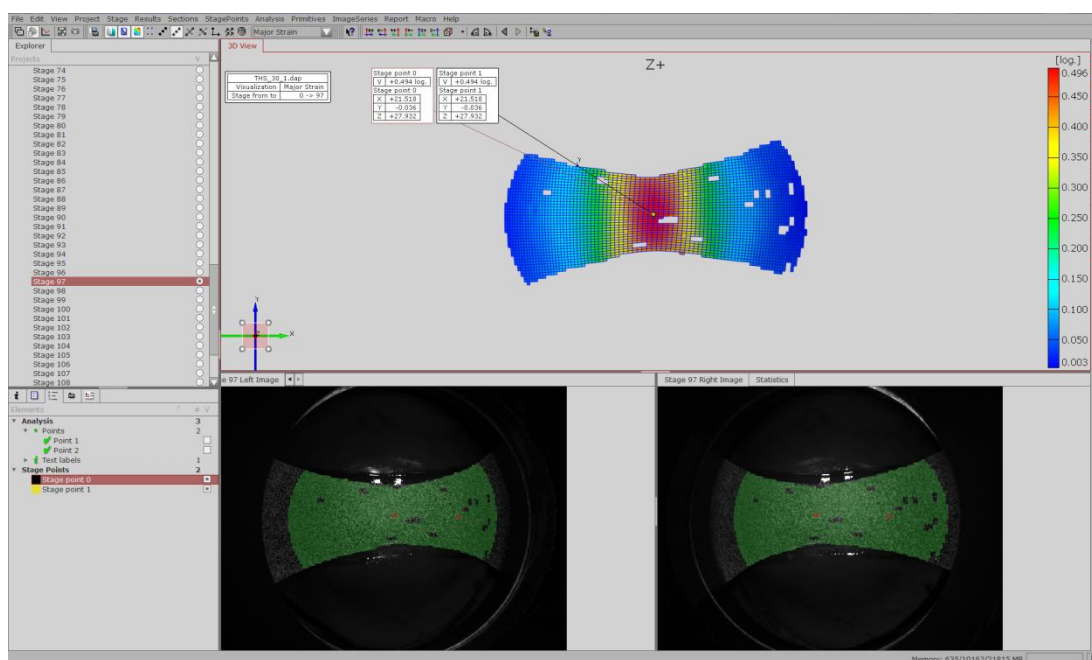 File Edit View Project Stage Results Sections StagePoints Analysis Primitives ImageSeries Report Macro Help
Major Strain
Explorer
3D View
Projects V
Stage 74
Stage 75
Stage 76
Stage 77
Stage 78
Stage 79
Stage 80
Stage 81
Stage 82
Stage 83
Stage 84
Stage 85
Stage 86
Stage 87
Stage 88
Stage 89
Stage 90
Stage 91
Stage 92
Stage 93
Stage 94
Stage 95
Stage 96
Stage 97
Stage 98
Stage 99
Stage 100
Stage 101
Stage 102
Stage 103
Stage 104
Stage 105
Stage 106
Stage 107
Stage 108
THS_30_1.dap
Visualization Major Strain
Stage from to 0 -> 97
Stage point 0
V +0.494 log.
Stage point 0
X +21.518
Y -0.036
Z +27.932
Stage point 1
V +0.494 log.
Stage point 1
X +21.518
Y -0.036
Z +27.932
Z+
Y
[log.]
0.496
0.450
0.400
0.350
0.300
0.250
0.200
0.150
0.100
0.050
0.003
Y
X
Elements # V
Analysis 3
Points 2
Point 1
Point 2
Text labels 1
Stage Points 2
Stage point 0
Stage point 1
e 97 Left Image
Stage 97 Right Image
Statistics
Memory: 635/10162/21815 MB